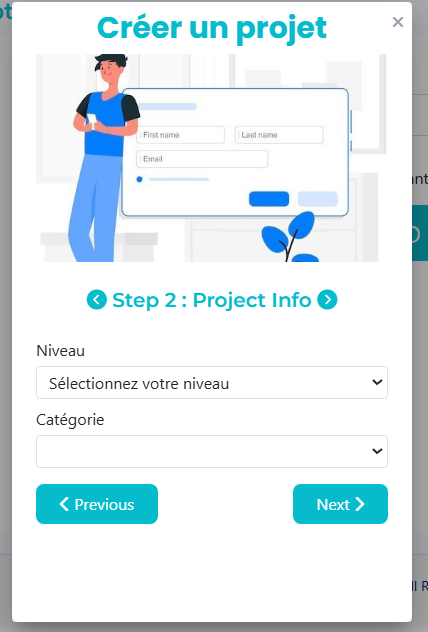 Créer un projet
×
First name
Last name
Email
Step 2 : Project Info
Niveau
Sélectionnez votre niveau
Catégorie
Previous
Next